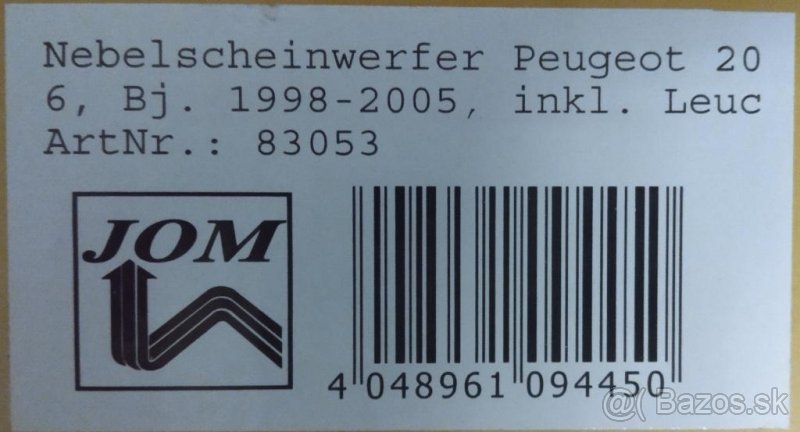 Nebelscheinwerfer Peugeot 20
6, Bj. 1998-2005, inkl. Leuc
ArtNr.: 83053
JOM
4 048961 094450
@( Bazos.sk